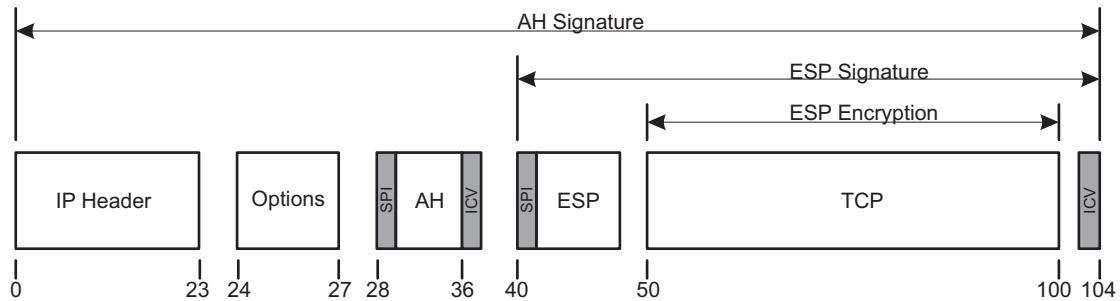 AH Signature
ESP Signature
ESP Encryption
IP Header
Options
SPI
AH
ICV
SPI
ESP
TCP
ICV
0 23 24 27 28 36 40 50 100 104